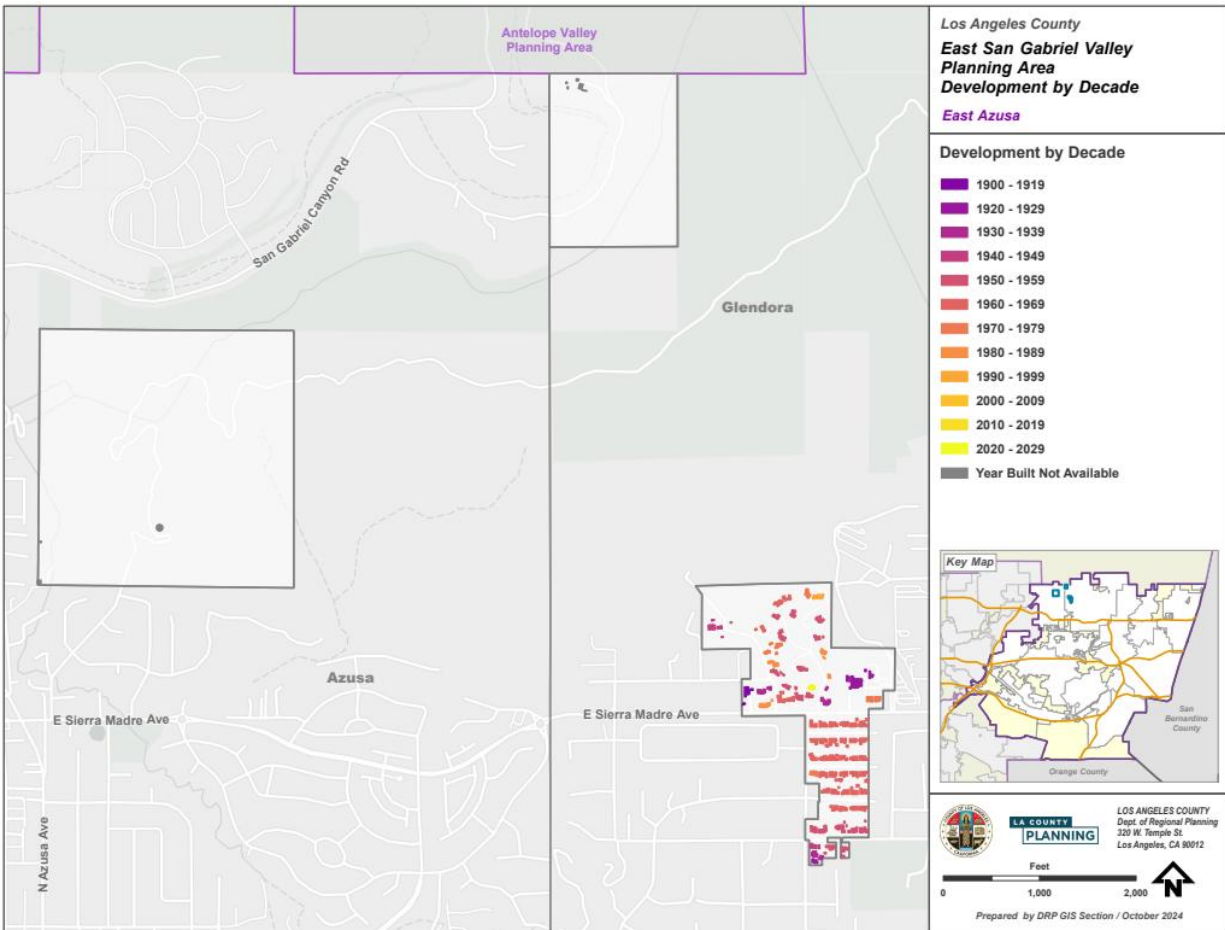 Antelope Valley
Planning Area
San Gabriel Canyon Rd
Glendora
Azusa
E Sierra Madre Ave
E Sierra Madre Ave
N Azusa Ave
Los Angeles County
East San Gabriel Valley
Planning Area
Development by Decade
East Azusa
Development by Decade
1900 - 1919
1920 - 1929
1930 - 1939
1940 - 1949
1950 - 1959
1960 - 1969
1970 - 1979
1980 - 1989
1990 - 1999
2000 - 2009
2010 - 2019
2020 - 2029
Year Built Not Available
Key Map
San
Bernardino
County
Orange County
LA COUNTY
PLANNING
LOS ANGELES COUNTY
Dept. of Regional Planning
320 W. Temple St.
Los Angeles, CA 90012
Feet
0 1,000 2,000
N
Prepared by DRP GIS Section / October 2024